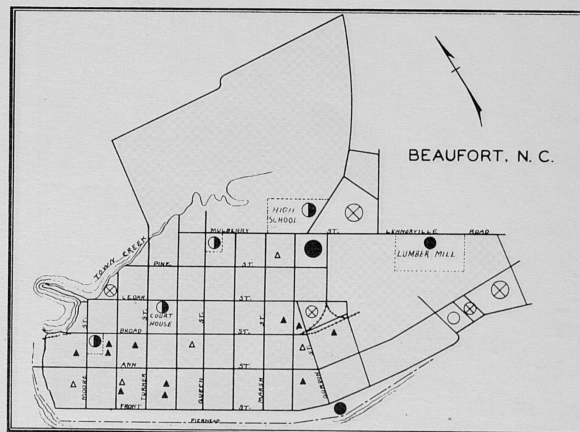 BEAUFORT, N. C.
HIGH SCHOOL
MULBERRY ST.
LENNOXVILLE ROAD
LUMBER MILL
TOWN CREEK
PINE ST.
CEDAR ST.
COURT HOUSE
BROAD ST.
ANN ST.
FRONT ST.
MOORE ST.
TURNER ST.
QUEEN ST.
MARSH ST.
ST.
PIERHEAD